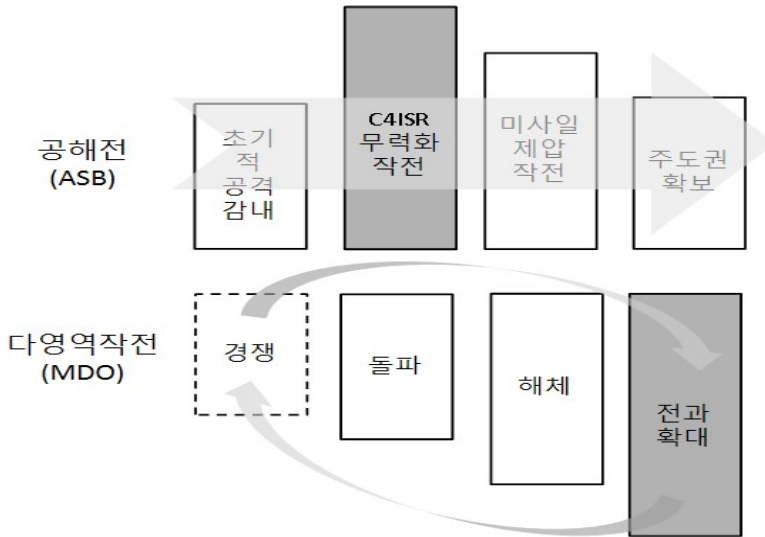 공해전
(ASB)
초기
적
공격
감내
C4ISR
무력화
작전
미사일
제압
작전
주도권
확보
다영역작전
(MDO)
경쟁
돌파
해체
전과
확대